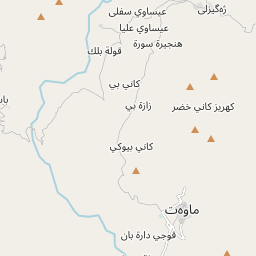 ژەگیزلی
عيساوي سفلى
عيساوي عليا
هنجيرة سورة
قولة بلك
كاني بي
زازة بي
كهريز كاني خضر
كاني بيوكي
ماوەت
قوجي دارة بان